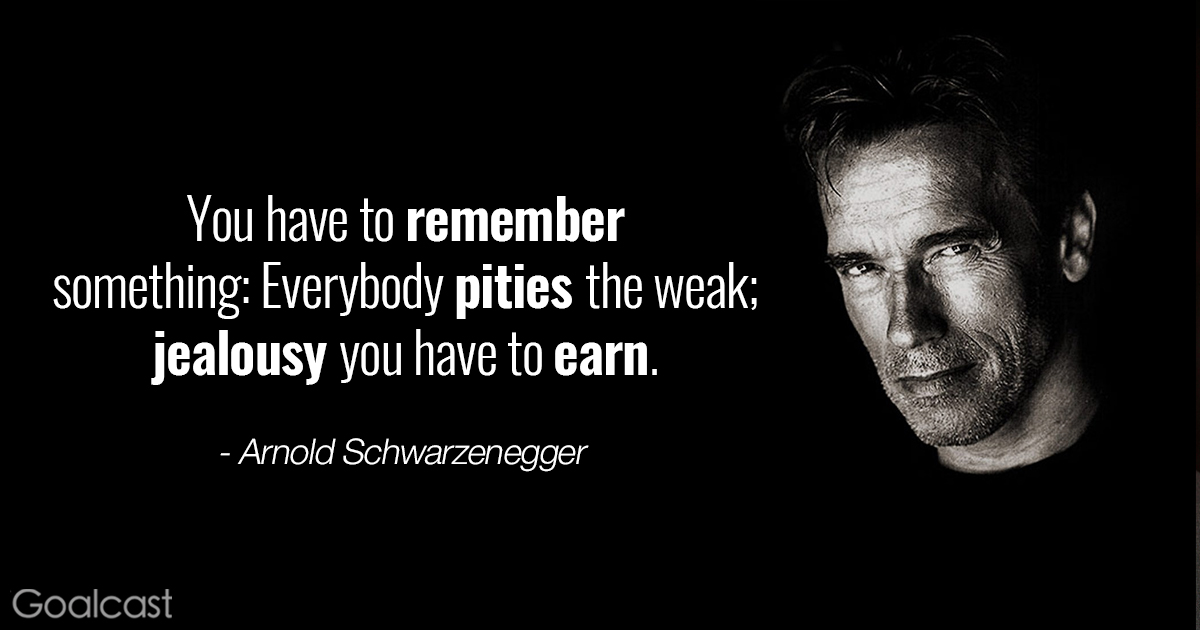 You have to remember
something: Everybody pities the weak;
jealousy you have to earn.
- Arnold Schwarzenegger
Goalcast